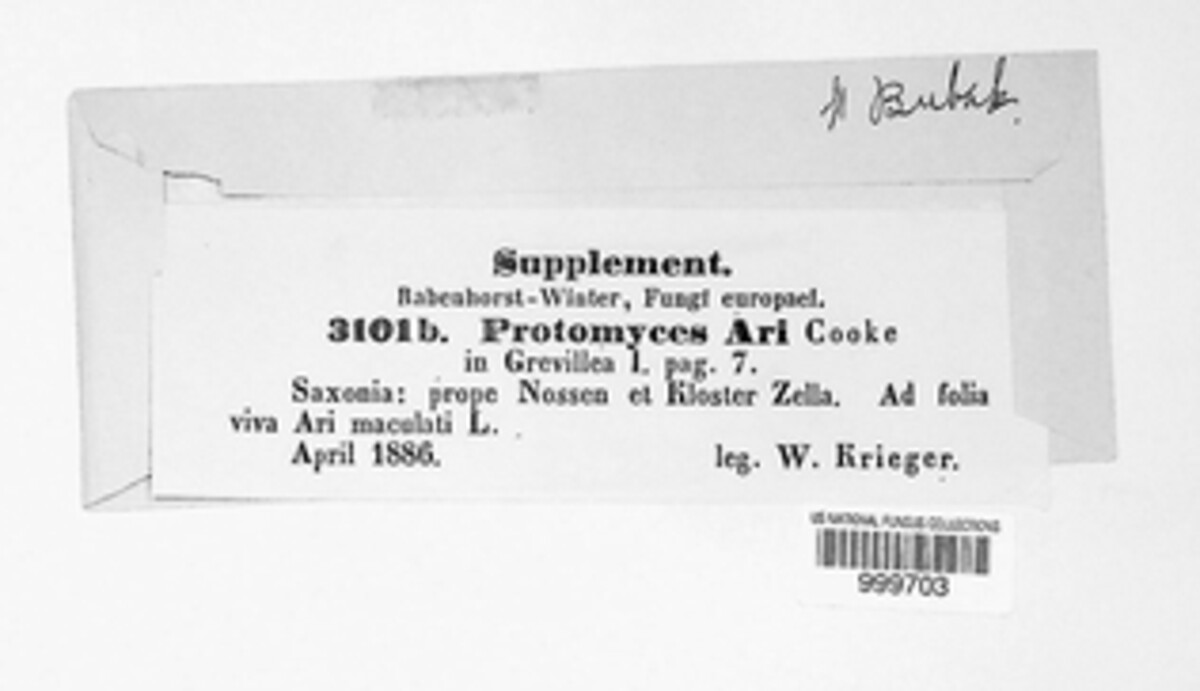 Bubak.
Supplement.
Rabenhorst-Winter, Fungi europaei.
3101b. Protomyces Ari Cooke
in Grevillea I. pag. 7.
Saxonia: prope Nossen et Kloster Zella. Ad folia
viva Ari maculati L.
April 1886. leg. W. Krieger.
US NATIONAL FUNGUS COLLECTIONS
999703